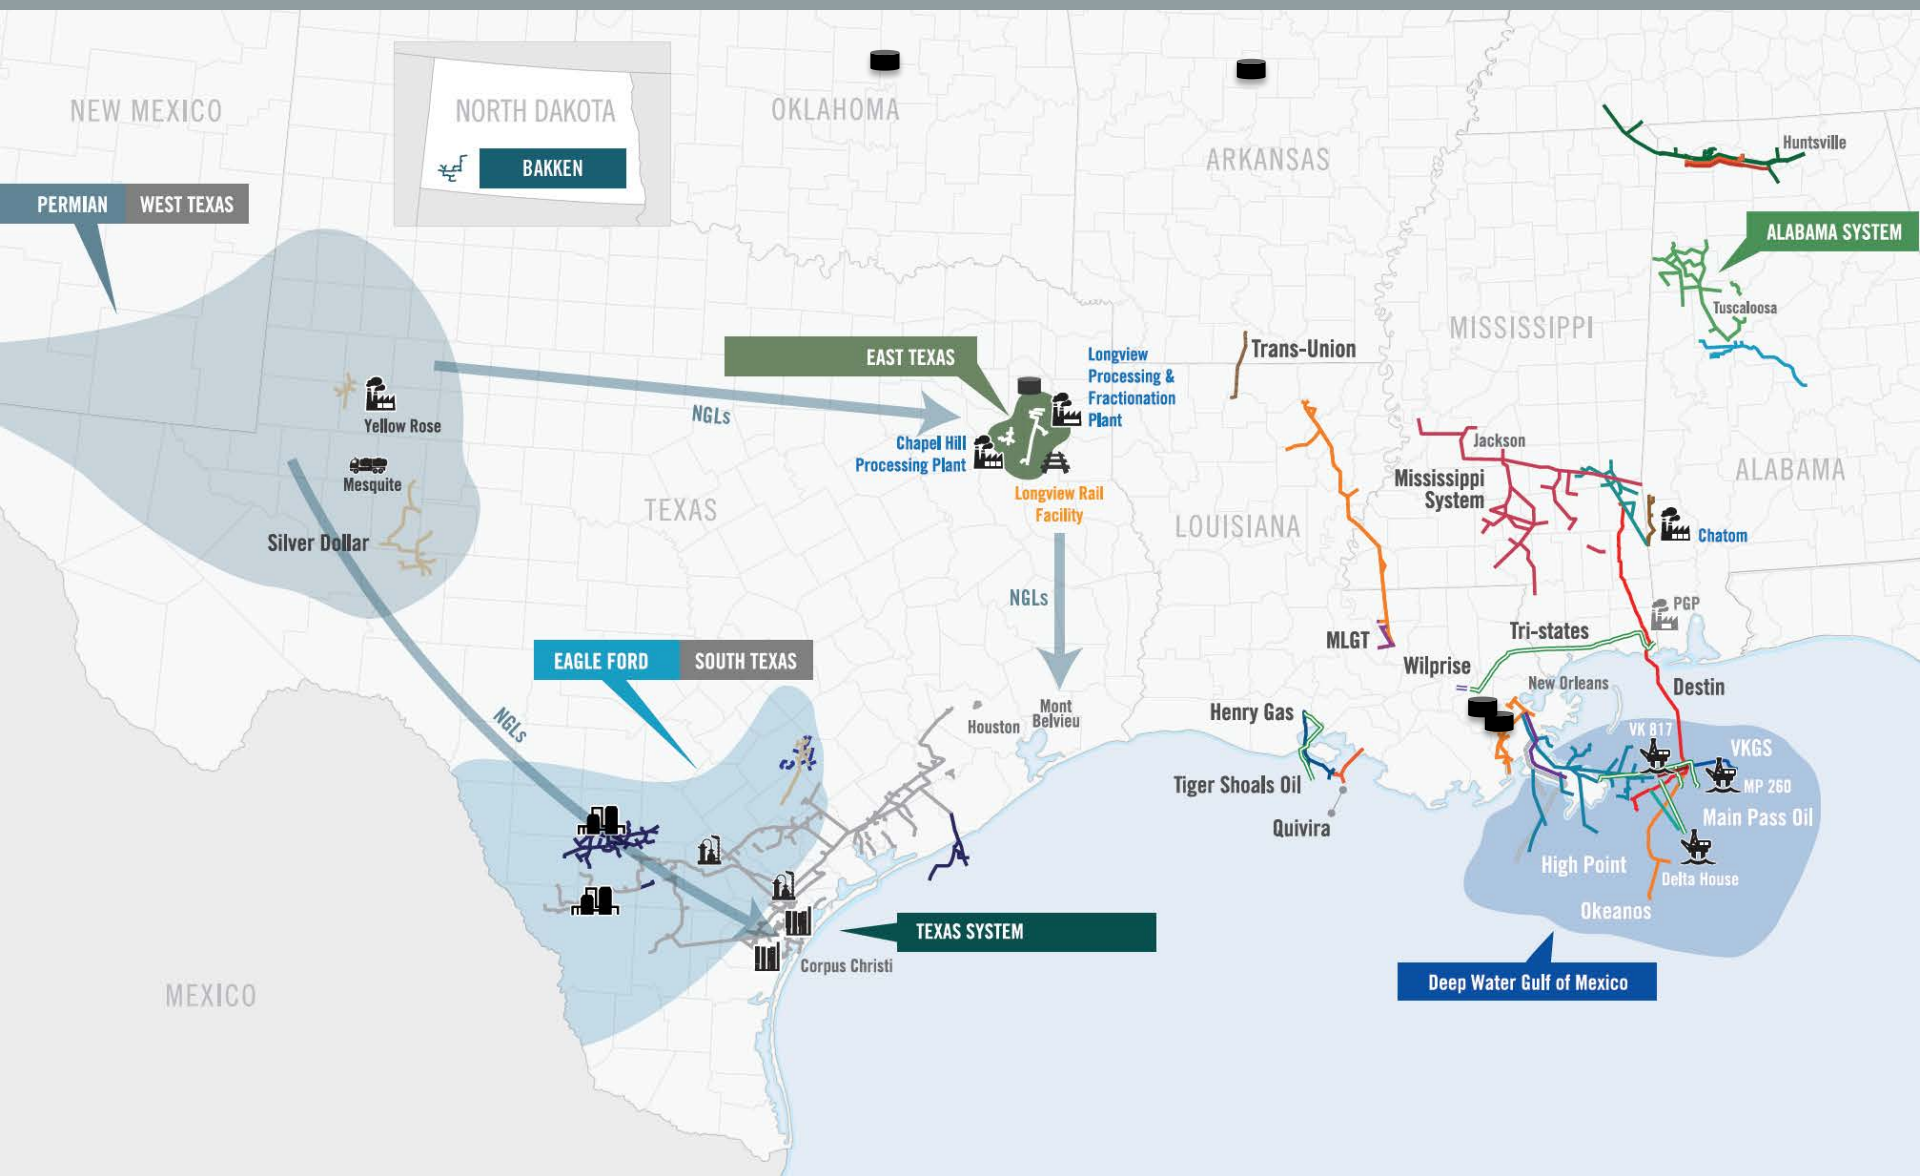 NEW MEXICO
NORTH DAKOTA
BAKKEN
OKLAHOMA
ARKANSAS
Huntsville
PERMIAN
WEST TEXAS
ALABAMA SYSTEM
Tuscaloosa
MISSISSIPPI
EAST TEXAS
Longview
Processing &
Fractionation
Plant
Trans-Union
NGLs
Yellow Rose
Chapel Hill
Processing Plant
Jackson
Mississippi
System
ALABAMA
Mesquite
Longview Rail
Facility
TEXAS
LOUISIANA
Silver Dollar
Chatom
NGLs
PGP
Tri-states
MLGT
Wilprise
EAGLE FORD
SOUTH TEXAS
New Orleans
Destin
NGLs
Houston
Mont
Belvieu
Henry Gas
VK 817
VKGS
Tiger Shoals Oil
MP 260
Main Pass Oil
Quivira
High Point
Delta House
Okeanos
TEXAS SYSTEM
Corpus Christi
Deep Water Gulf of Mexico
MEXICO